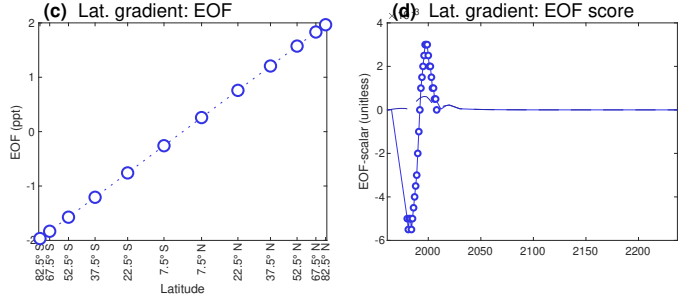 (c) Lat. gradient: EOF
2
1
0
-1
-2
EOF (ppt)
82.5° S
67.5° S
52.5° S
37.5° S
22.5° S
7.5° S
7.5° N
22.5° N
37.5° N
52.5° N
67.5° N
82.5° N
Latitude
(d) Lat. gradient: EOF score
4
2
0
-2
-4
-6
EOF-scalar (unitless)
2000
2050
2100
2150
2200